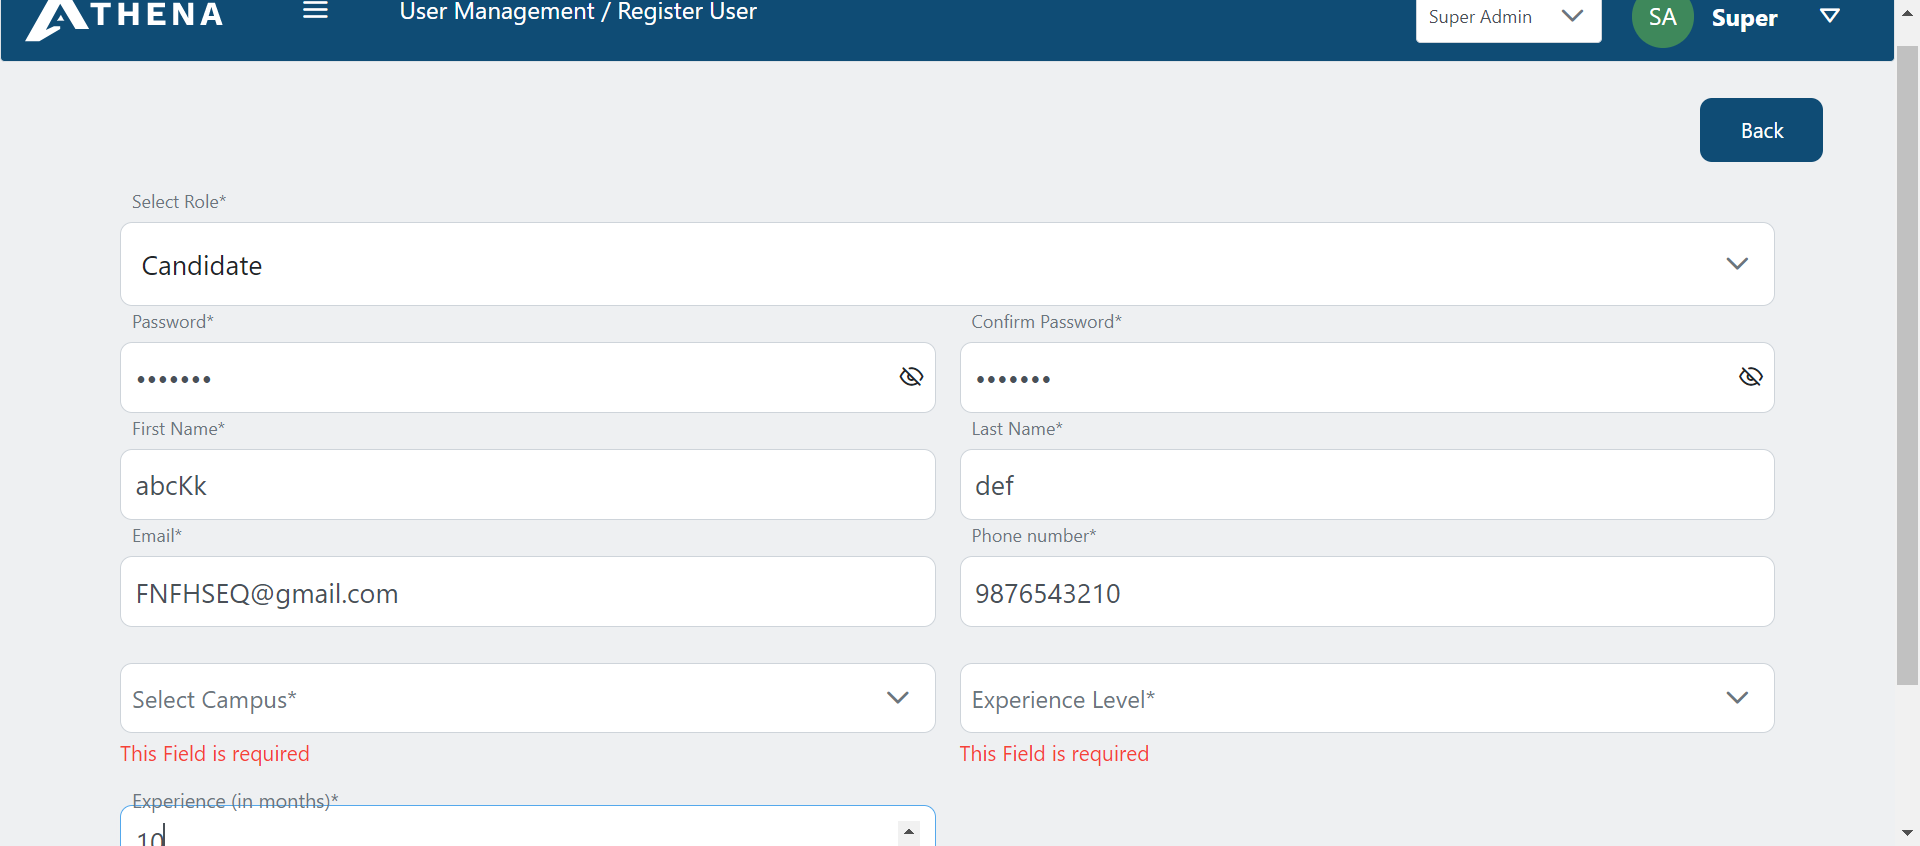 ATHENA
User Management / Register User
Super Admin
SA
Super
Back
Select Role*
Candidate
Password*
Confirm Password*
•••••••
•••••••
First Name*
Last Name*
abcKk
def
Email*
Phone number*
FNFHSEQ@gmail.com
9876543210
Select Campus*
Experience Level*
This Field is required
This Field is required
Experience (in months)*
10